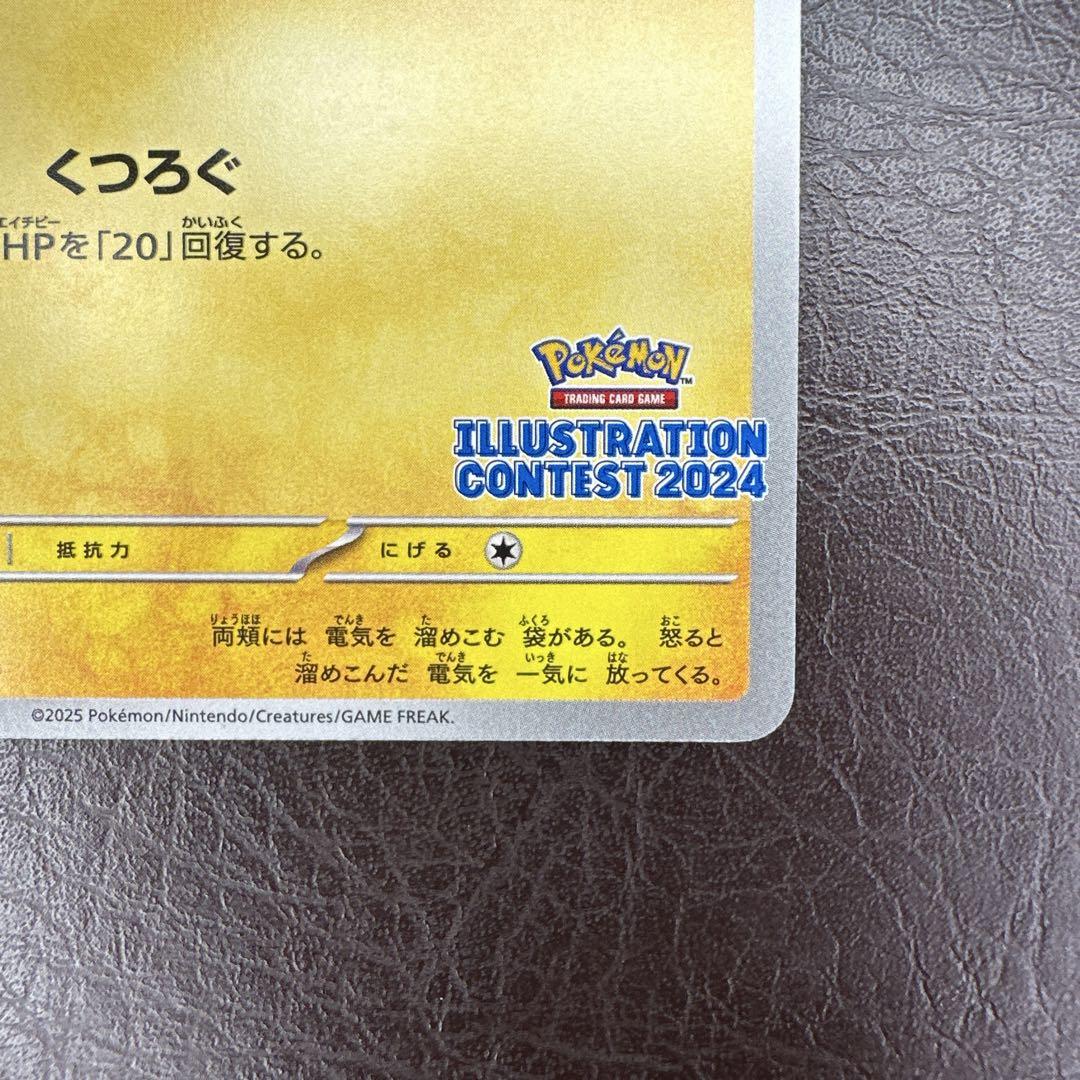 くつろぐ
エイチピー かいふく
HPを「20」回復する。
POKéMON™
TRADING CARD GAME
ILLUSTRATION
CONTEST 2024
抵抗力 にげる
りょうほほ でんき た ふくろ おこ
両頬には 電気を 溜めこむ 袋がある。 怒ると
た でんき いっき はな
溜めこんだ 電気を 一気に 放ってくる。
©2025 Pokémon/Nintendo/Creatures/GAME FREAK.